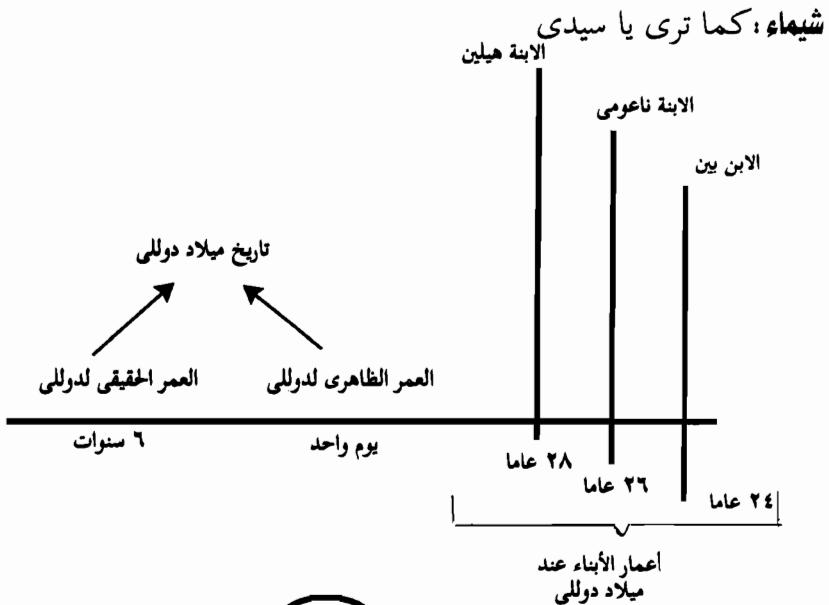 شيماء: كما ترى يا سيدى
الابنة هيلين
الابنة ناعومى
الابن بين
تاريخ ميلاد دوللى
العمر الظاهرى لدوللى
العمر الحقيقى لدوللى
٢٨ عاما
٢٦ عاما
٢٤ عاما
يوم واحد
٦ سنوات
أعمار الأبناء عند
ميلاد دوللى